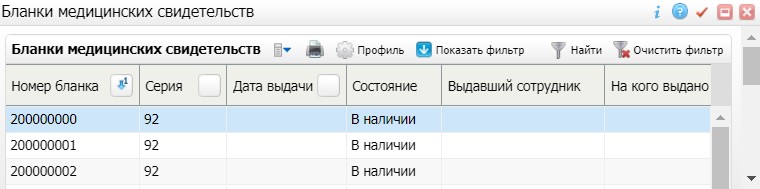 Бланки медицинских свидетельств
Бланки медицинских свидетельств Профиль Показать фильтр Найти Очистить фильтр
Номер бланка 1 Серия Дата выдачи Состояние Выдавший сотрудник На кого выдано
200000000 92 В наличии
200000001 92 В наличии
200000002 92 В наличии